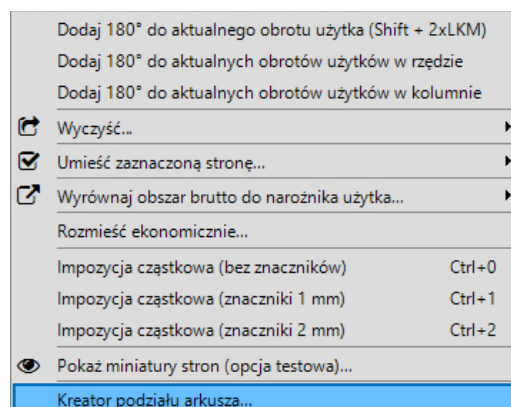 Dodaj 180° do aktualnego obrotu użytka (Shift + 2xLKM)
Dodaj 180° do aktualnych obrotów użytków w rzędzie
Dodaj 180° do aktualnych obrotów użytków w kolumnie
Wyczyść...
Umieść zaznaczoną stronę...
Wyrównaj obszar brutto do narożnika użytka...
Rozmieść ekonomicznie...
Impozycja cząstkowa (bez znaczników) Ctrl+0
Impozycja cząstkowa (znaczniki 1 mm) Ctrl+1
Impozycja cząstkowa (znaczniki 2 mm) Ctrl+2
Pokaż miniatury stron (opcja testowa)...
Kreator podziału arkusza...